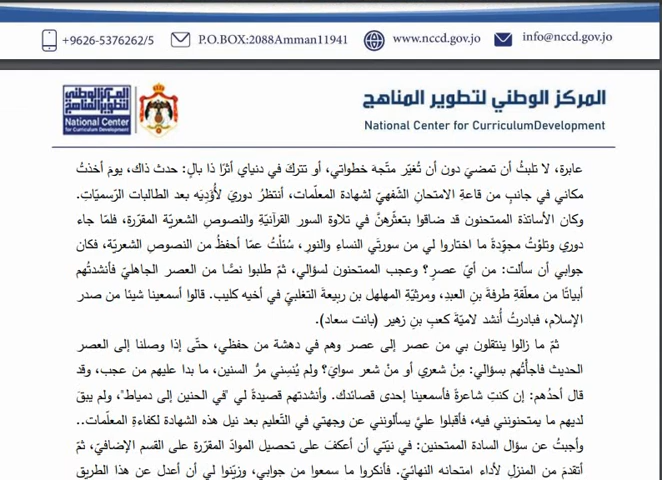 +9626-5376262/5 P.O.BOX:2088Amman11941 www.nccd.gov.jo info@nccd.gov.jo
المركز الوطني لتطوير المناهج
National Center for CurriculumDevelopment
المركز الوطني
لتطوير المناهج
National Center
for Curriculum Development
عابرة، لا تلبثُ أن تمضيَ دون أن تُغيّر متّجهَ خطواتي، أو تتركَ في دنيايَ أثرًا ذا بالٍ: حدث ذاك، يومَ أخذتُ
مكاني في جانبٍ من قاعةِ الامتحانِ الشّفهيّ لشهادة المعلّمات، أنتظرُ دوريَ لأُؤدّيَه بعد الطالبات الرّسميّاتِ.
وكان الأساتذة الممتحنون قد ضاقوا بتعثّرهنَّ في تلاوة السور القرآنيّةِ والنصوص الشعريّة المقرّرة، فلمّا جاء
دوري وتلوْتُ مجوّدةً ما اختاروا لي من سورتَي النساءِ والنورِ، سُئلْتُ عمّا أحفظُ من النصوص الشعريّة، فكان
جوابي أن سألت: من أيّ عصرٍ؟ وعجب الممتحنون لسؤالي، ثمّ طلبوا نصًّا من العصر الجاهليّ فأنشدتُهم
أبياتًا من معلّقةِ طرفةَ بنِ العبدِ، ومرثيّةِ المهلهل بن ربيعةَ التغلبيّ في أخيه كليب. قالوا أسمعينا شيئا من صدر
الإسلام، فبادرتُ أُنشد لاميّةَ كعبِ بنِ زهير (بانت سعاد).
ثمّ ما زالوا ينتقلون بي من عصر إلى عصر وهم في دهشة من حفظي، حتّى إذا وصلنا إلى العصر
الحديث فاجأتُهم بسؤالي: مِنْ شعري أو منْ شعر سوايَ؟ ولم يُنسِني مرُّ السنين، ما بدا عليهم من عجب، وقد
قال أحدُهم: إن كنتِ شاعرةً فأسمعينا إحدى قصائدك. وأنشدتهم قصيدةً لي "في الحنين إلى دمياط"، ولم يبقَ
لديهم ما يمتحنونني فيه، فأقبلوا عليَّ يسألونني عن وجهتي في التّعليم بعد نيل هذه الشهادة لكفاءةِ المعلّمات..
وأجبتُ عن سؤال السادة الممتحنين: في نيّتي أن أعكف على تحصيل الموادّ المقرّرة على القسم الإضافيّ، ثمّ
أتقدمَ من المنزلِ لأداء امتحانه النهائيّ. فأنكروا ما سمعوا من جوابي، وزيّنوا لي أن أعدل عن هذا الطريق